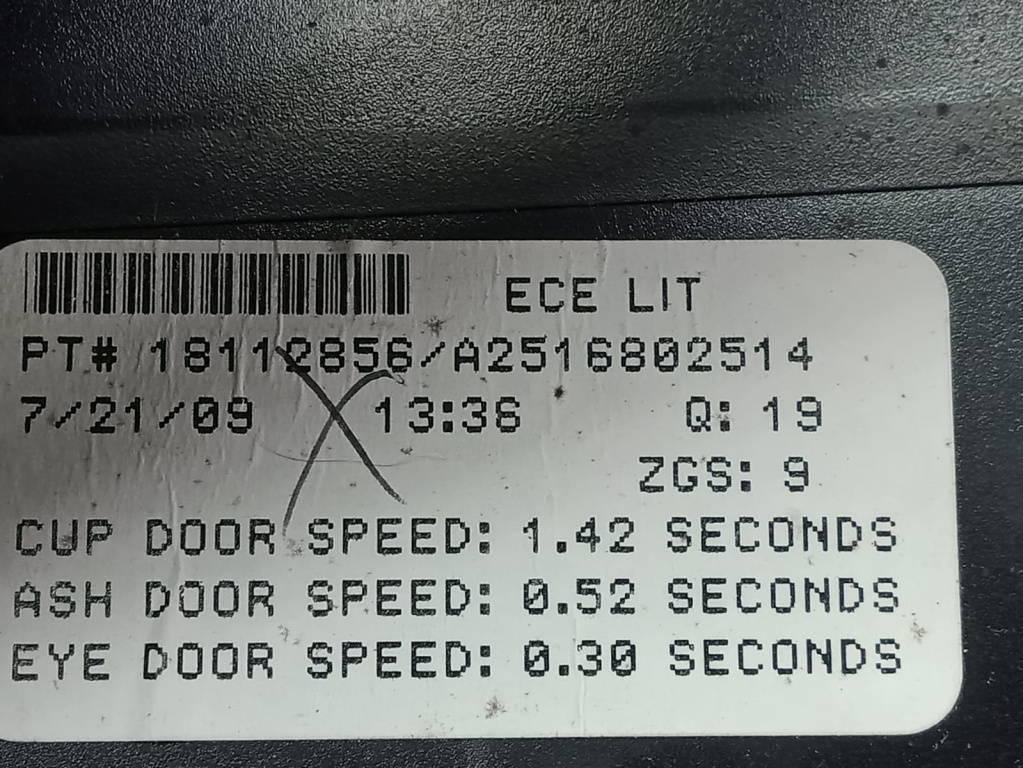 ECE LIT
PT# 18112856/A2516802514
7/21/09 13:36 Q: 19
ZGS: 9
CUP DOOR SPEED: 1.42 SECONDS
ASH DOOR SPEED: 0.52 SECONDS
EYE DOOR SPEED: 0.30 SECONDS